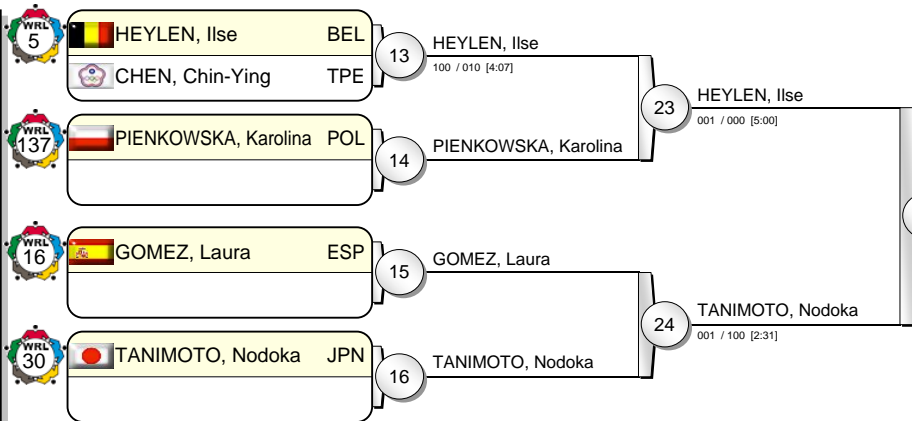 WRL
5
HEYLEN, Ilse BEL
CHEN, Chin-Ying TPE
13
HEYLEN, Ilse
100 / 010 [4:07]
WRL
137
PIENKOWSKA, Karolina POL
14
PIENKOWSKA, Karolina
23
HEYLEN, Ilse
001 / 000 [5:00]
WRL
16
GOMEZ, Laura ESP
15
GOMEZ, Laura
WRL
30
TANIMOTO, Nodoka JPN
16
TANIMOTO, Nodoka
24
TANIMOTO, Nodoka
001 / 100 [2:31]